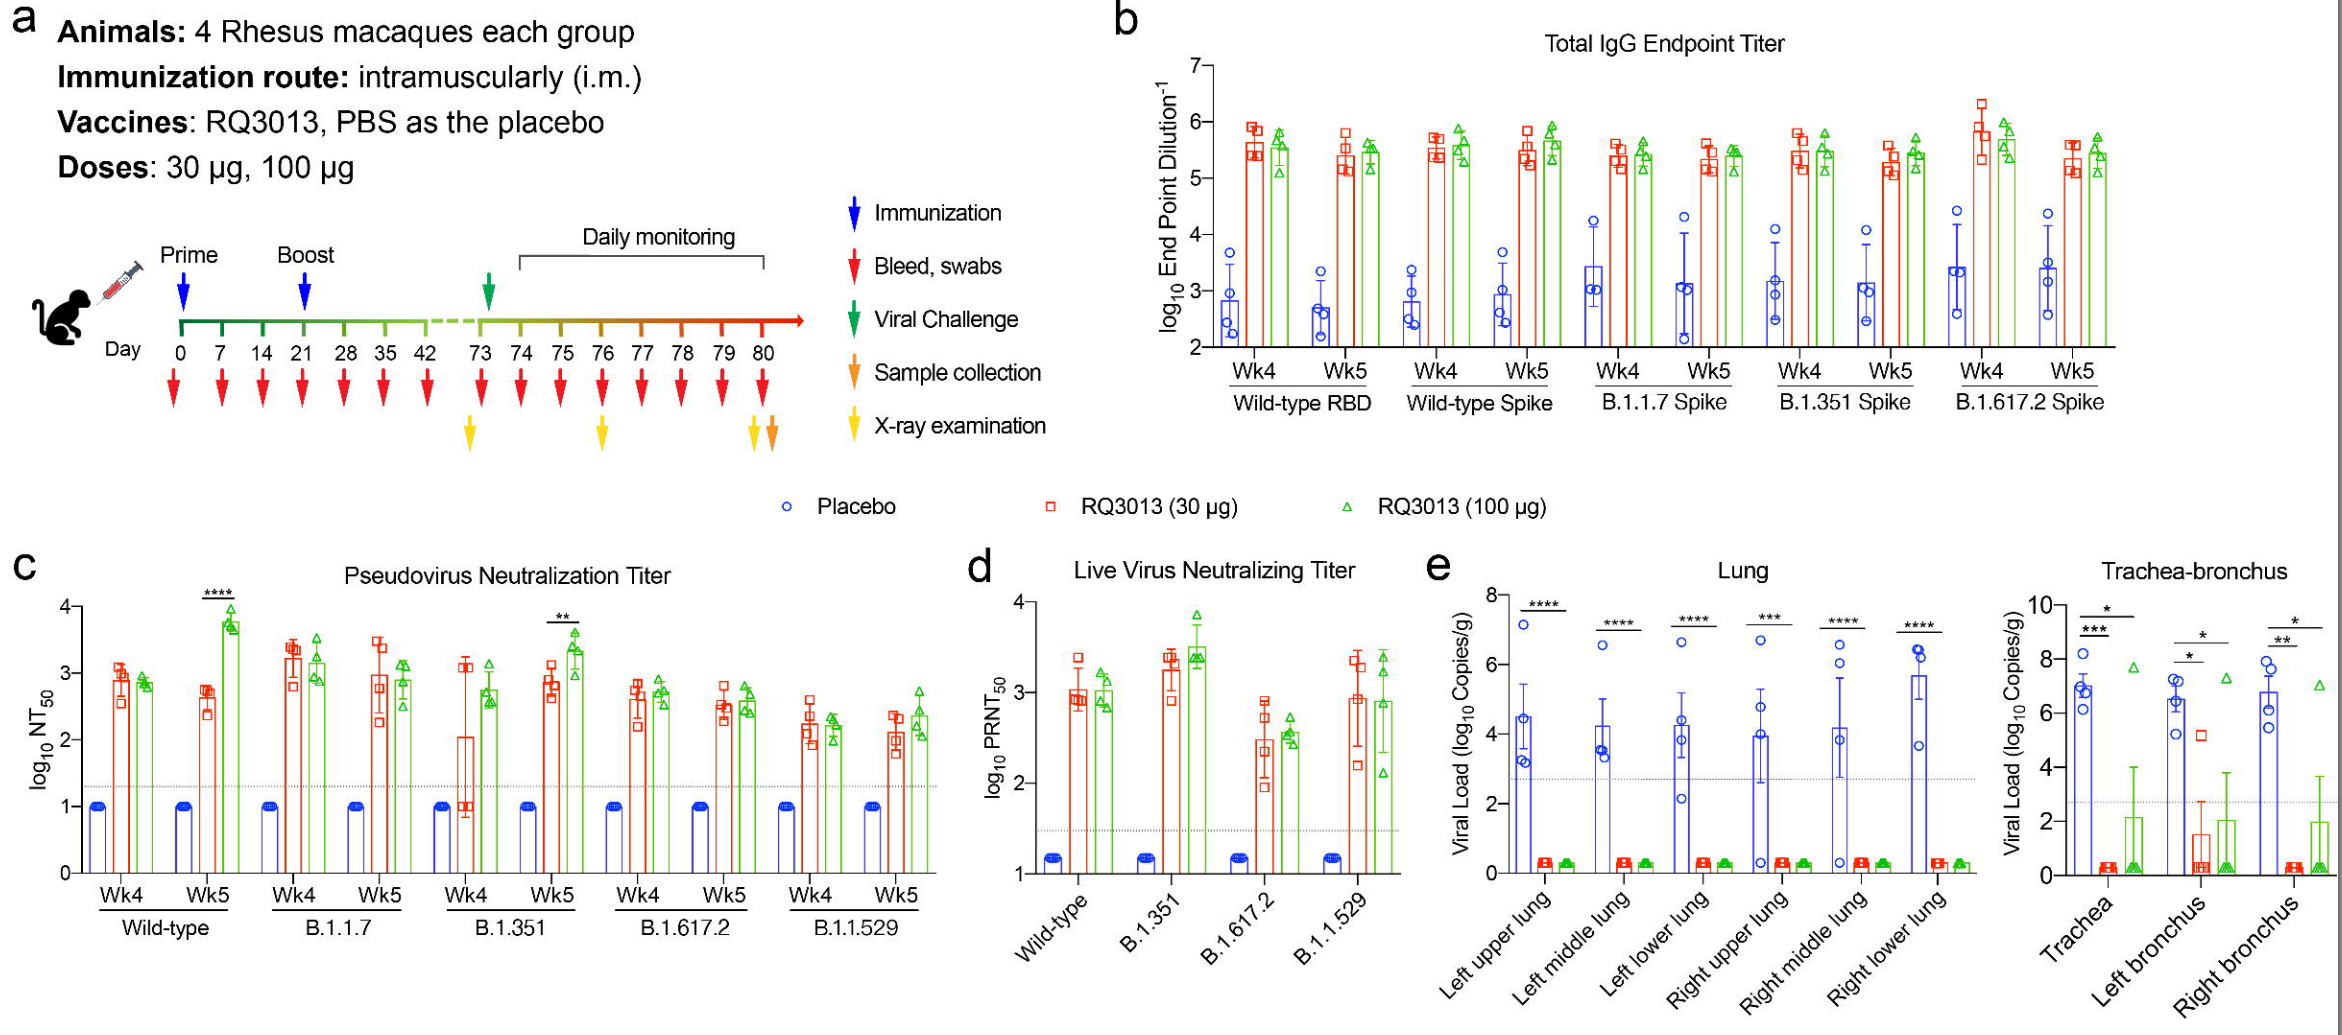 a
Animals: 4 Rhesus macaques each group
Immunization route: intramuscularly (i.m.)
Vaccines: RQ3013, PBS as the placebo
Doses: 30 µg, 100 µg
Prime
Boost
Daily monitoring
Day
0 7 14 21 28 35 42 73 74 75 76 77 78 79 80
Immunization
Bleed, swabs
Viral Challenge
Sample collection
X-ray examination
b
Total IgG Endpoint Titer
log10 End Point Dilution-1
7
6
5
4
3
2
Wk4 Wk5 Wk4 Wk5 Wk4 Wk5 Wk4 Wk5 Wk4 Wk5
Wild-type RBD Wild-type Spike B.1.1.7 Spike B.1.351 Spike B.1.617.2 Spike
Placebo RQ3013 (30 µg) RQ3013 (100 µg)
c
Pseudovirus Neutralization Titer
log10 NT50
4
3
2
1
0
**** **
Wk4 Wk5 Wk4 Wk5 Wk4 Wk5 Wk4 Wk5 Wk4 Wk5
Wild-type B.1.1.7 B.1.351 B.1.617.2 B.1.1.529
d
Live Virus Neutralizing Titer
log10 PRNT50
4
3
2
1
Wild-type
B.1.351
B.1.617.2
B.1.1.529
e
Lung
Viral Load (log10 Copies/g)
8
6
4
2
0
**** **** **** *** **** ****
Left upper lung
Left middle lung
Left lower lung
Right upper lung
Right middle lung
Right lower lung
Trachea-bronchus
Viral Load (log10 Copies/g)
10
8
6
4
2
0
* * *
*** * **
Trachea
Left bronchus
Right bronchus